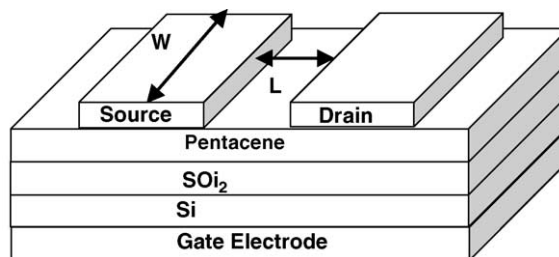 W
L
Source
Drain
Pentacene
SOi₂
Si
Gate Electrode